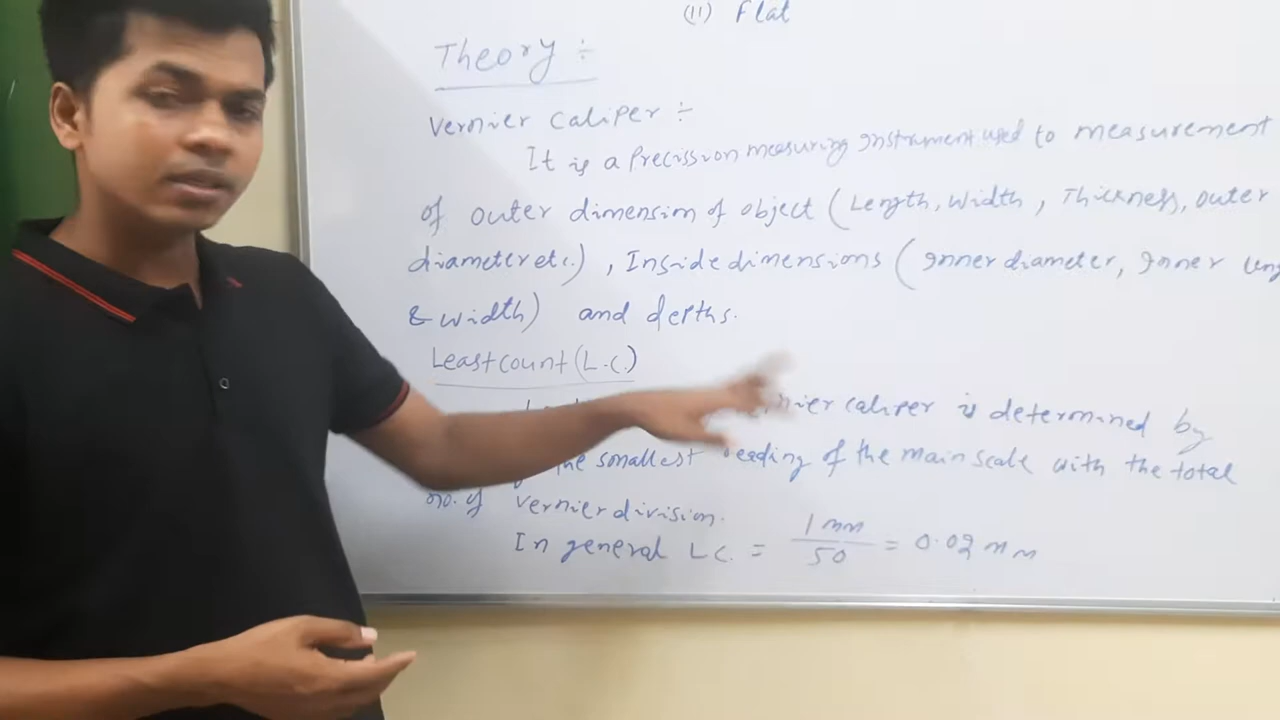 (11) Flat
Theory ÷
Vernier Caliper ÷
It is a Precission measuring Instrument used to measurement
of outer dimension of object (Length, Width, Thickness, outer
diameter etc.), Inside dimensions (Inner diameter, Inner
& width) and depths.
Least count (L.C.)
caliper is determined by
the smallest reading of the main scale with the total
no. of vernier division.
In general L.C. = 1 mm / 50 = 0.02 mm